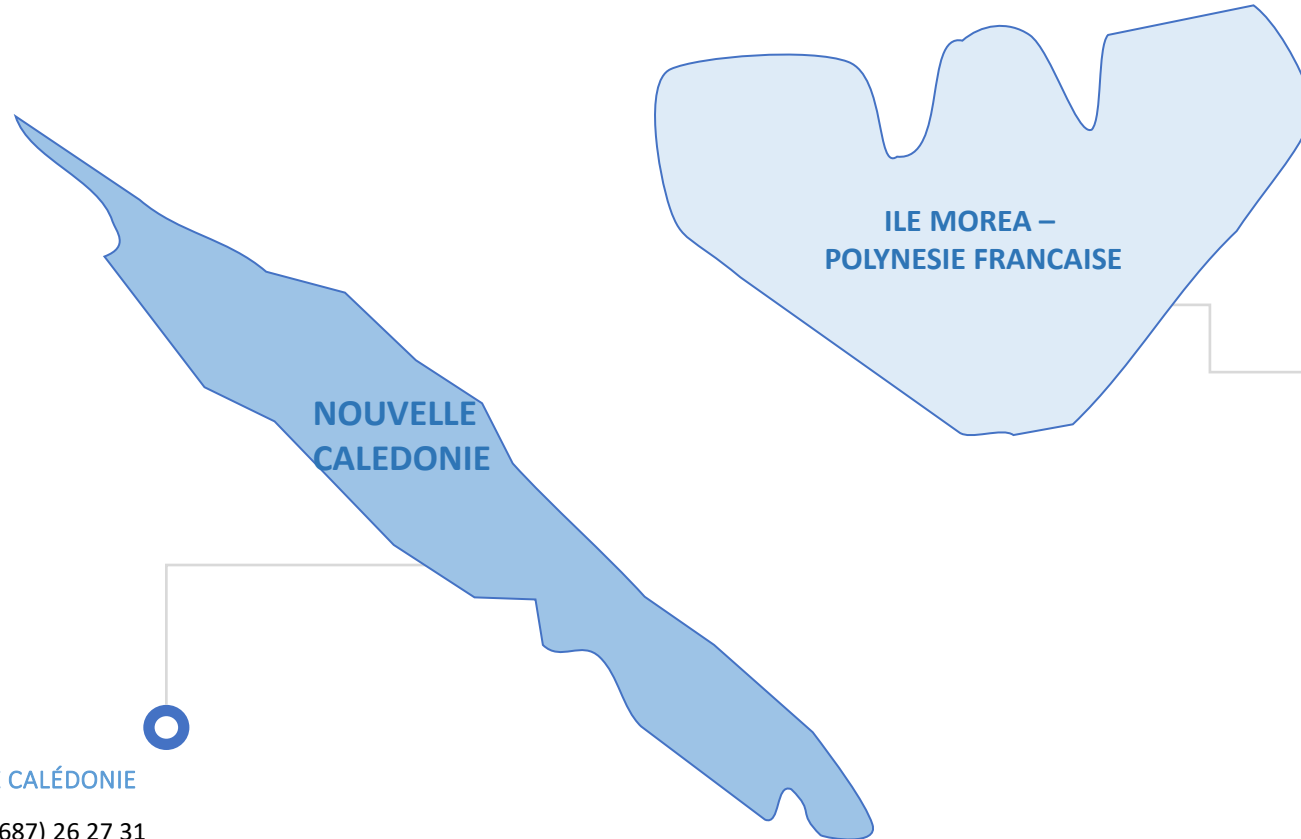 ILE MOREA –
POLYNESIE FRANCAISE
NOUVELLE
CALEDONIE
CALÉDONIE
687) 26 27 31